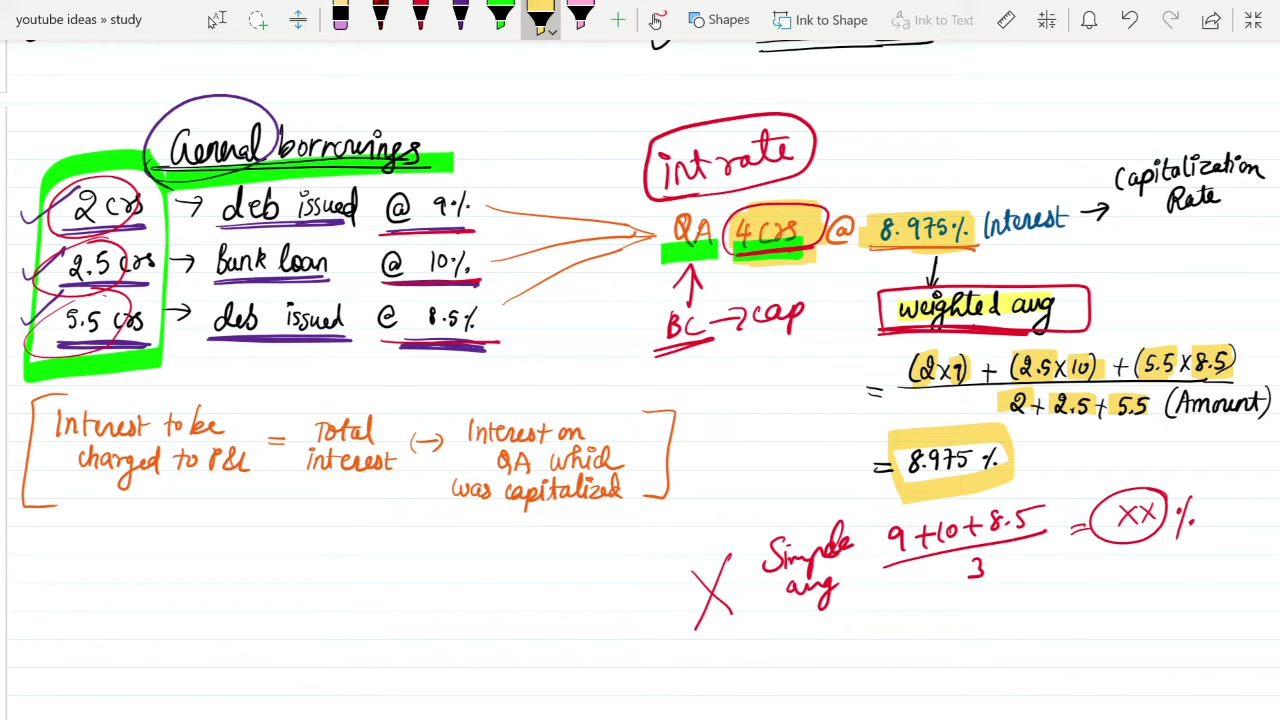 youtube ideas » study
Shapes
Ink to Shape
Ink to Text
General borrowings
2 crs → deb issued @ 9%
2.5 crs → bank loan @ 10%
5.5 crs → deb issued @ 8.5%
int rate
QA 4 crs @ 8.975% Interest → Capitalization Rate
BC → cap
weighted avg
= (2×9) + (2.5×10) + (5.5×8.5)
2 + 2.5 + 5.5 (Amount)
= 8.975 %
Interest to be charged to P&L = Total interest (-) Interest on QA which was capitalized
X Simple avg 9+10+8.5 = XX %
3